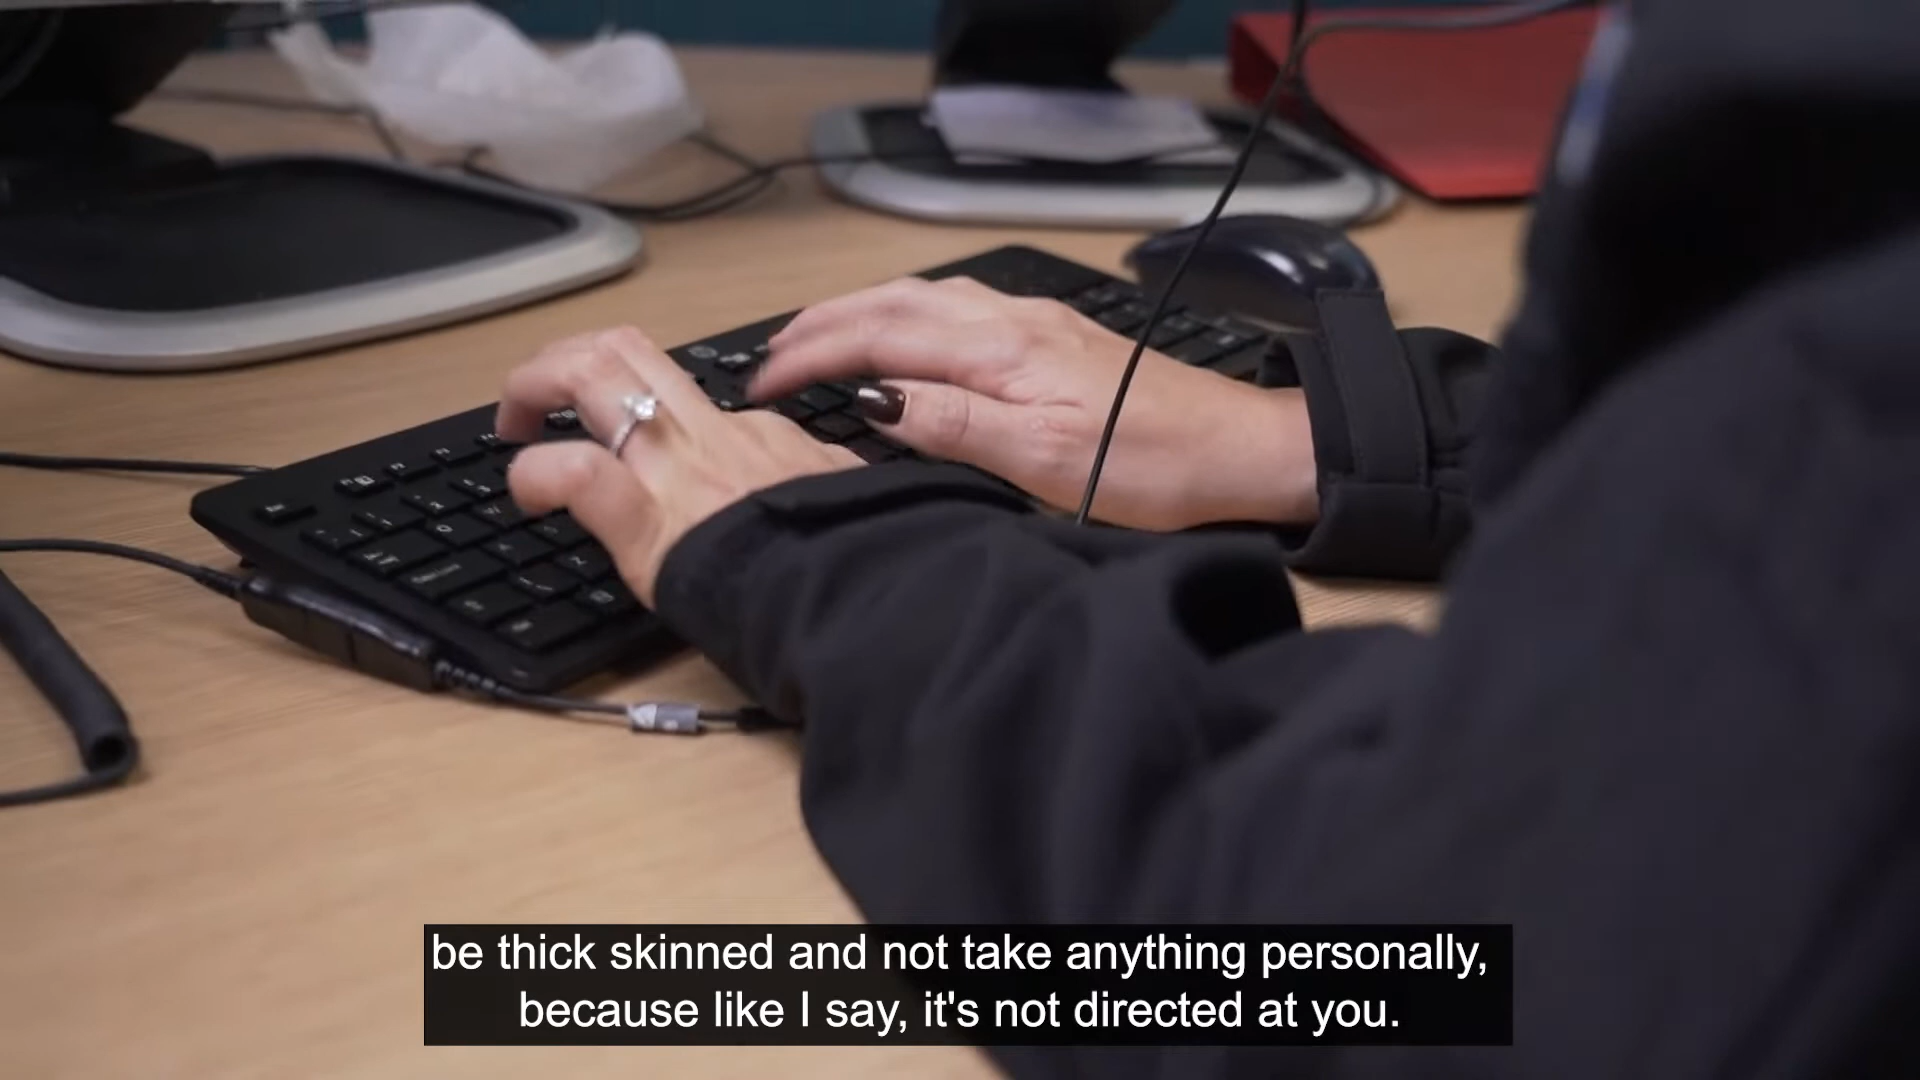 be thick skinned and not take anything personally,
because like I say, it's not directed at you.